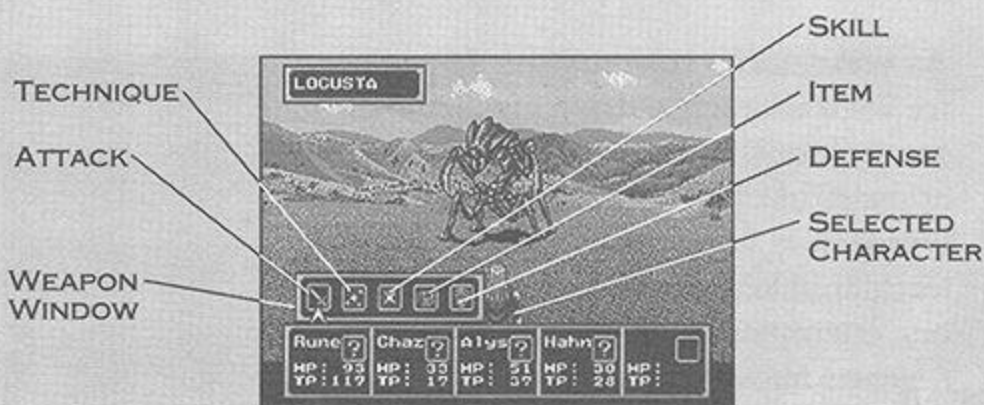 SKILL
TECHNIQUE
ITEM
ATTACK
DEFENSE
SELECTED
CHARACTER
WEAPON
WINDOW
LOCUSTA
Rune ? Chaz ? Alys ? Hahn ?
HP: 93 HP: 33 HP: 51 HP: 30 HP:
TP:117 TP: 17 TP: 37 TP: 28 TP: